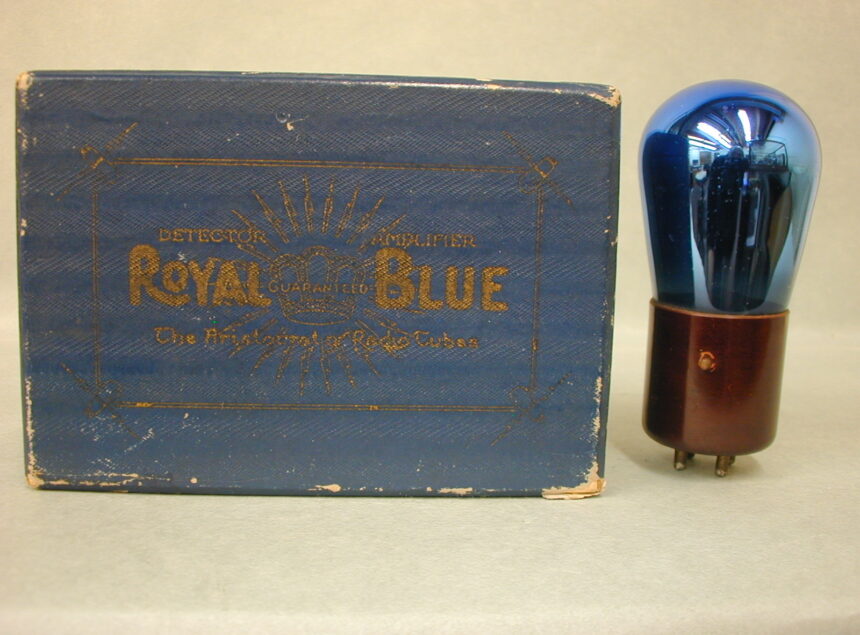 DETECTOR AMPLIFIER
ROYAL GUARANTEED BLUE
The Aristocrat of Radio Tubes